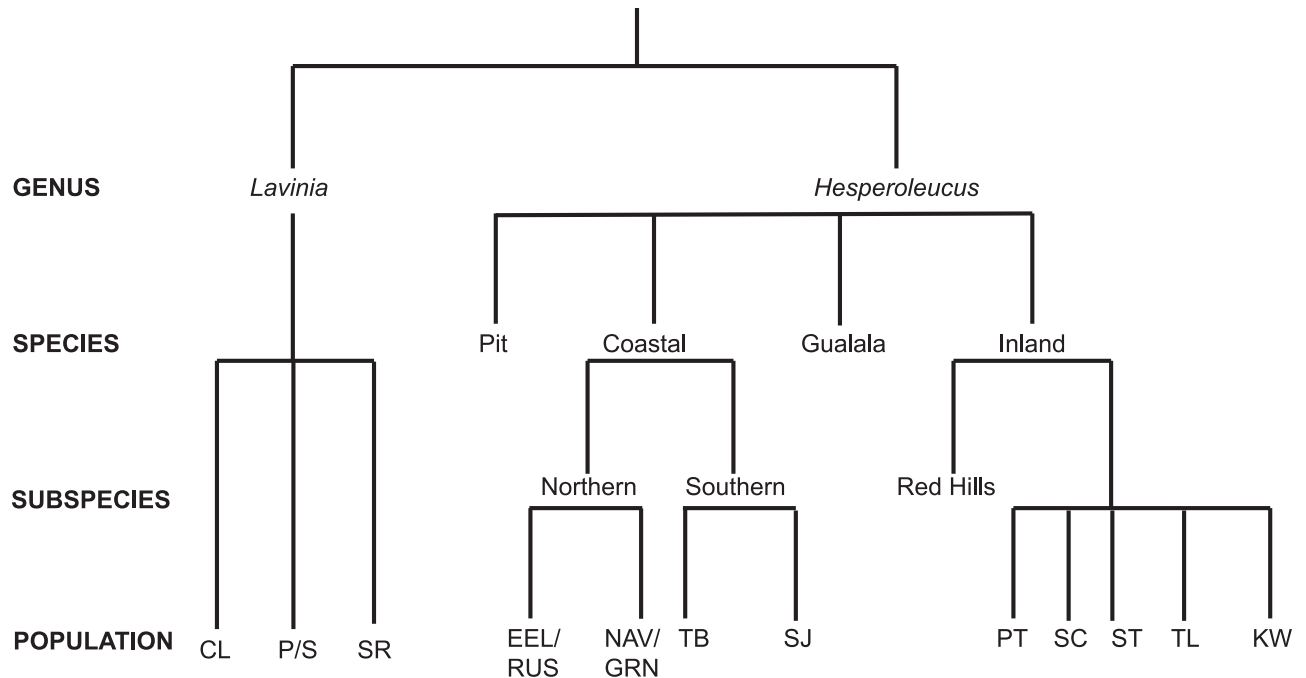 GENUS Lavinia Hesperoleucus
SPECIES Pit Coastal Gualala Inland
SUBSPECIES Northern Southern Red Hills
POPULATION CL P/S SR EEL/ NAV/ TB SJ PT SC ST TL KW
RUS GRN